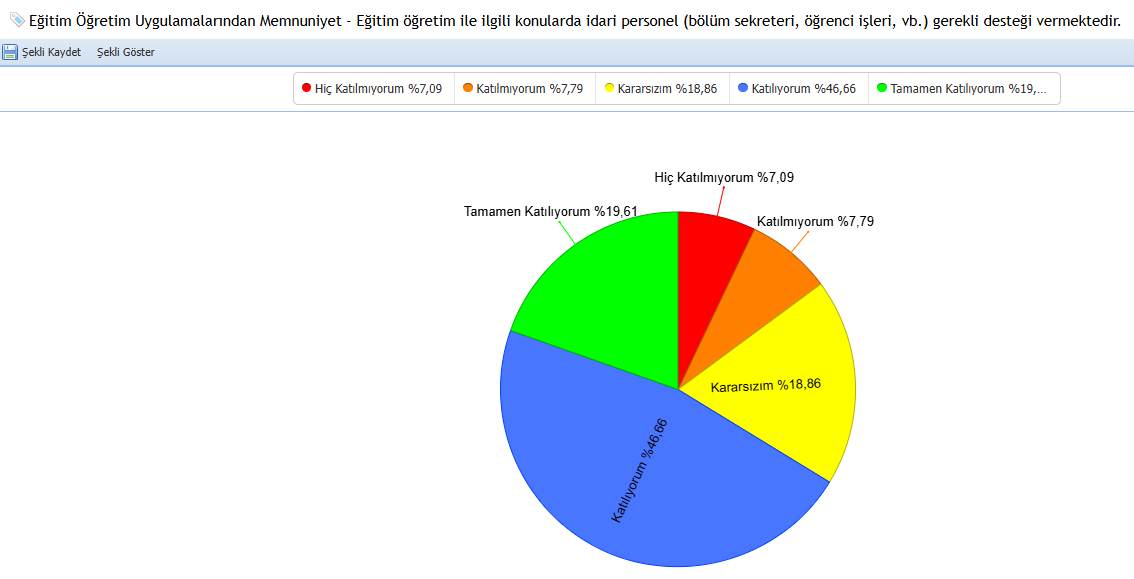 Eğitim Öğretim Uygulamalarından Memnuniyet - Eğitim öğretim ile ilgili konularda idari personel (bölüm sekreteri, öğrenci işleri, vb.) gerekli desteği vermektedir.
Şekli Kaydet Şekli Göster
Hiç Katılmıyorum %7,09 Katılmıyorum %7,79 Kararsızım %18,86 Katılıyorum %46,66 Tamamen Katılıyorum %19,...
Hiç Katılmıyorum %7,09
Tamamen Katılıyorum %19,61
Katılmıyorum %7,79
Kararsızım %18,86
Katılıyorum %46,66